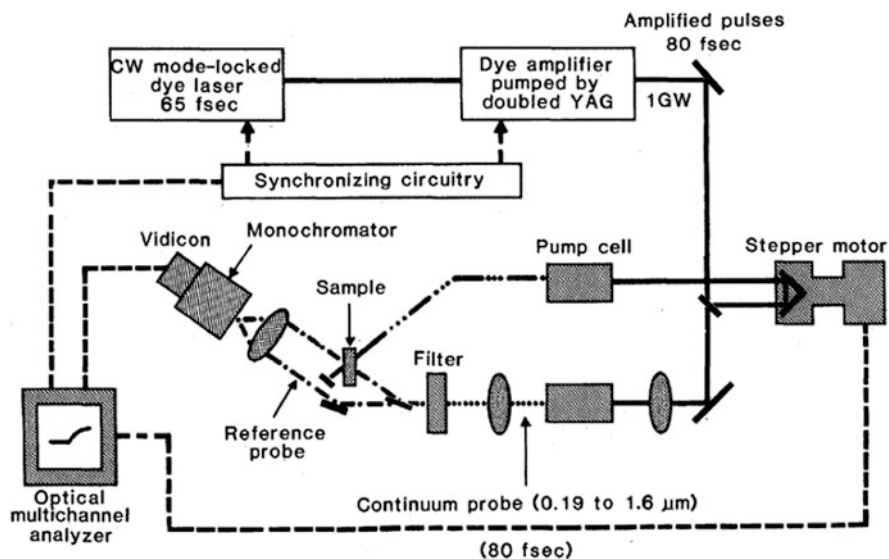 Amplified pulses
80 fsec
CW mode-locked
dye laser
65 fsec
Dye amplifier
pumped by
doubled YAG
1GW
Synchronizing circuitry
Monochromator
Vidicon
Pump cell
Stepper motor
Sample
Filter
Reference
probe
Optical
multichannel
analyzer
Continuum probe (0.19 to 1.6 μm)
(80 fsec)